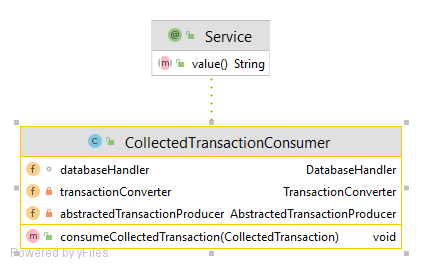 @ Service
m value() String
C CollectedTransactionConsumer
f databaseHandler DatabaseHandler
f transactionConverter TransactionConverter
f abstractedTransactionProducer AbstractedTransactionProducer
m consumeCollectedTransaction(CollectedTransaction) void
Powered by yFiles